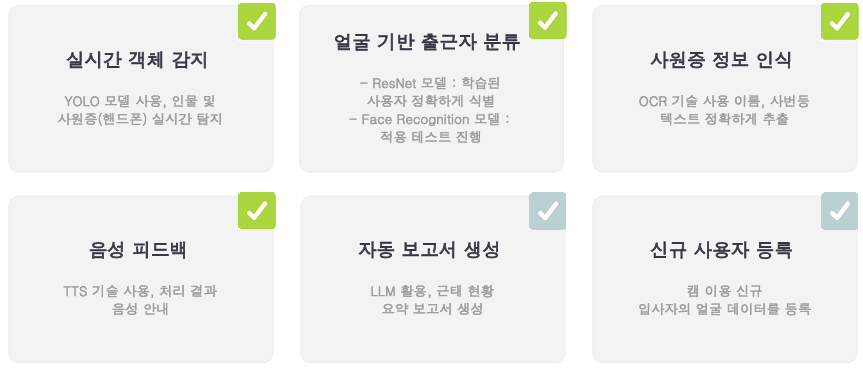 실시간 객체 감지
YOLO 모델 사용, 인물 및
사원증(핸드폰) 실시간 탐지
얼굴 기반 출근자 분류
- ResNet 모델 : 학습된
사용자 정확하게 식별
- Face Recognition 모델 :
적용 테스트 진행
사원증 정보 인식
OCR 기술 사용 이름, 사번등
텍스트 정확하게 추출
음성 피드백
TTS 기술 사용, 처리 결과
음성 안내
자동 보고서 생성
LLM 활용, 근태 현황
요약 보고서 생성
신규 사용자 등록
캠 이용 신규
입사자의 얼굴 데이터를 등록